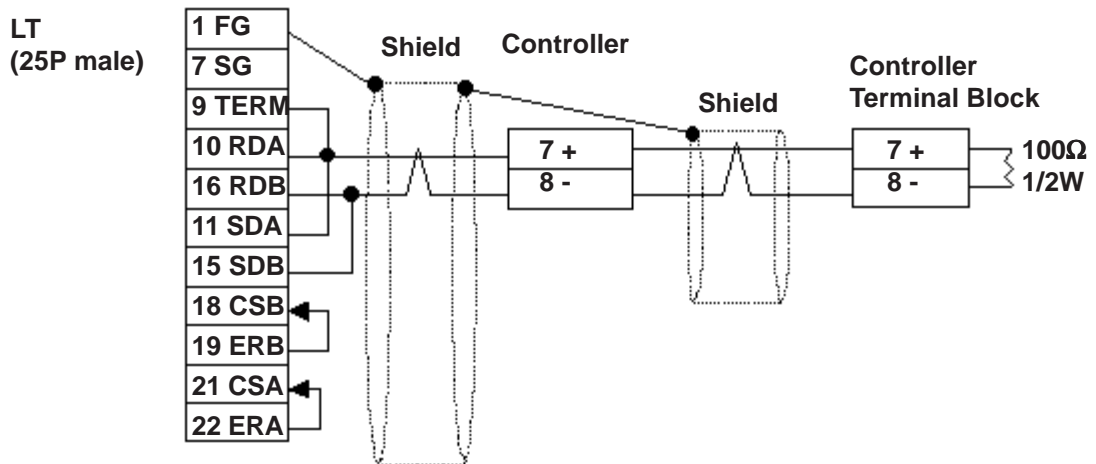 LT
(25P male)
1 FG
7 SG
9 TERM
10 RDA
16 RDB
11 SDA
15 SDB
18 CSB
19 ERB
21 CSA
22 ERA
Shield
Controller
7 +
8 -
Shield
Controller
Terminal Block
7 +
8 -
100Ω
1/2W